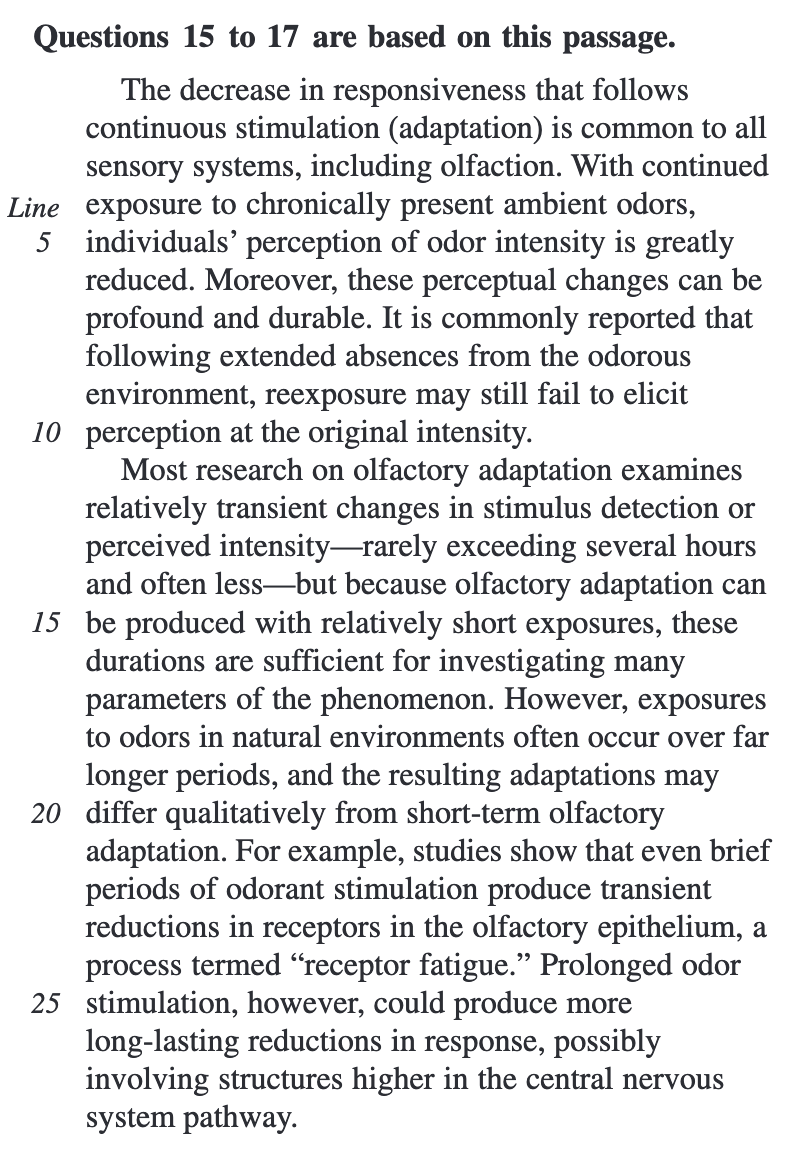 Questions 15 to 17 are based on this passage.
The decrease in responsiveness that follows
continuous stimulation (adaptation) is common to all
sensory systems, including olfaction. With continued
Line exposure to chronically present ambient odors,
5 individuals’ perception of odor intensity is greatly
reduced. Moreover, these perceptual changes can be
profound and durable. It is commonly reported that
following extended absences from the odorous
environment, reexposure may still fail to elicit
10 perception at the original intensity.
Most research on olfactory adaptation examines
relatively transient changes in stimulus detection or
perceived intensity—rarely exceeding several hours
and often less—but because olfactory adaptation can
15 be produced with relatively short exposures, these
durations are sufficient for investigating many
parameters of the phenomenon. However, exposures
to odors in natural environments often occur over far
longer periods, and the resulting adaptations may
20 differ qualitatively from short-term olfactory
adaptation. For example, studies show that even brief
periods of odorant stimulation produce transient
reductions in receptors in the olfactory epithelium, a
process termed “receptor fatigue.” Prolonged odor
25 stimulation, however, could produce more
long-lasting reductions in response, possibly
involving structures higher in the central nervous
system pathway.